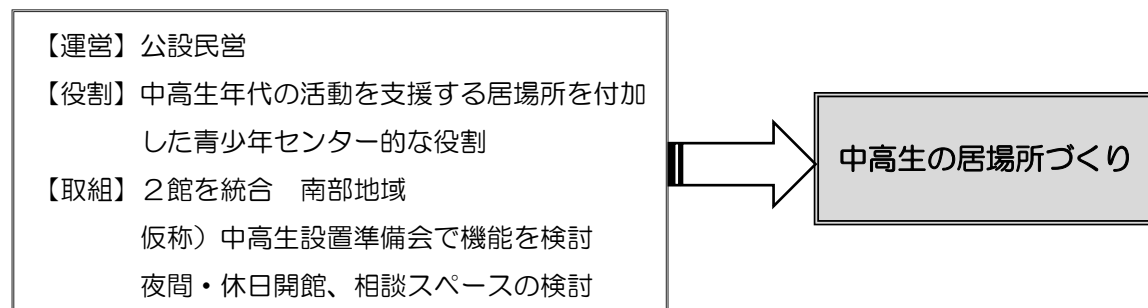 【運営】公設民営
【役割】中高生年代の活動を支援する居場所を付加
した青少年センター的な役割
【取組】２館を統合　南部地域
仮称）中高生設置準備会で機能を検討
夜間・休日開館、相談スペースの検討
中高生の居場所づくり